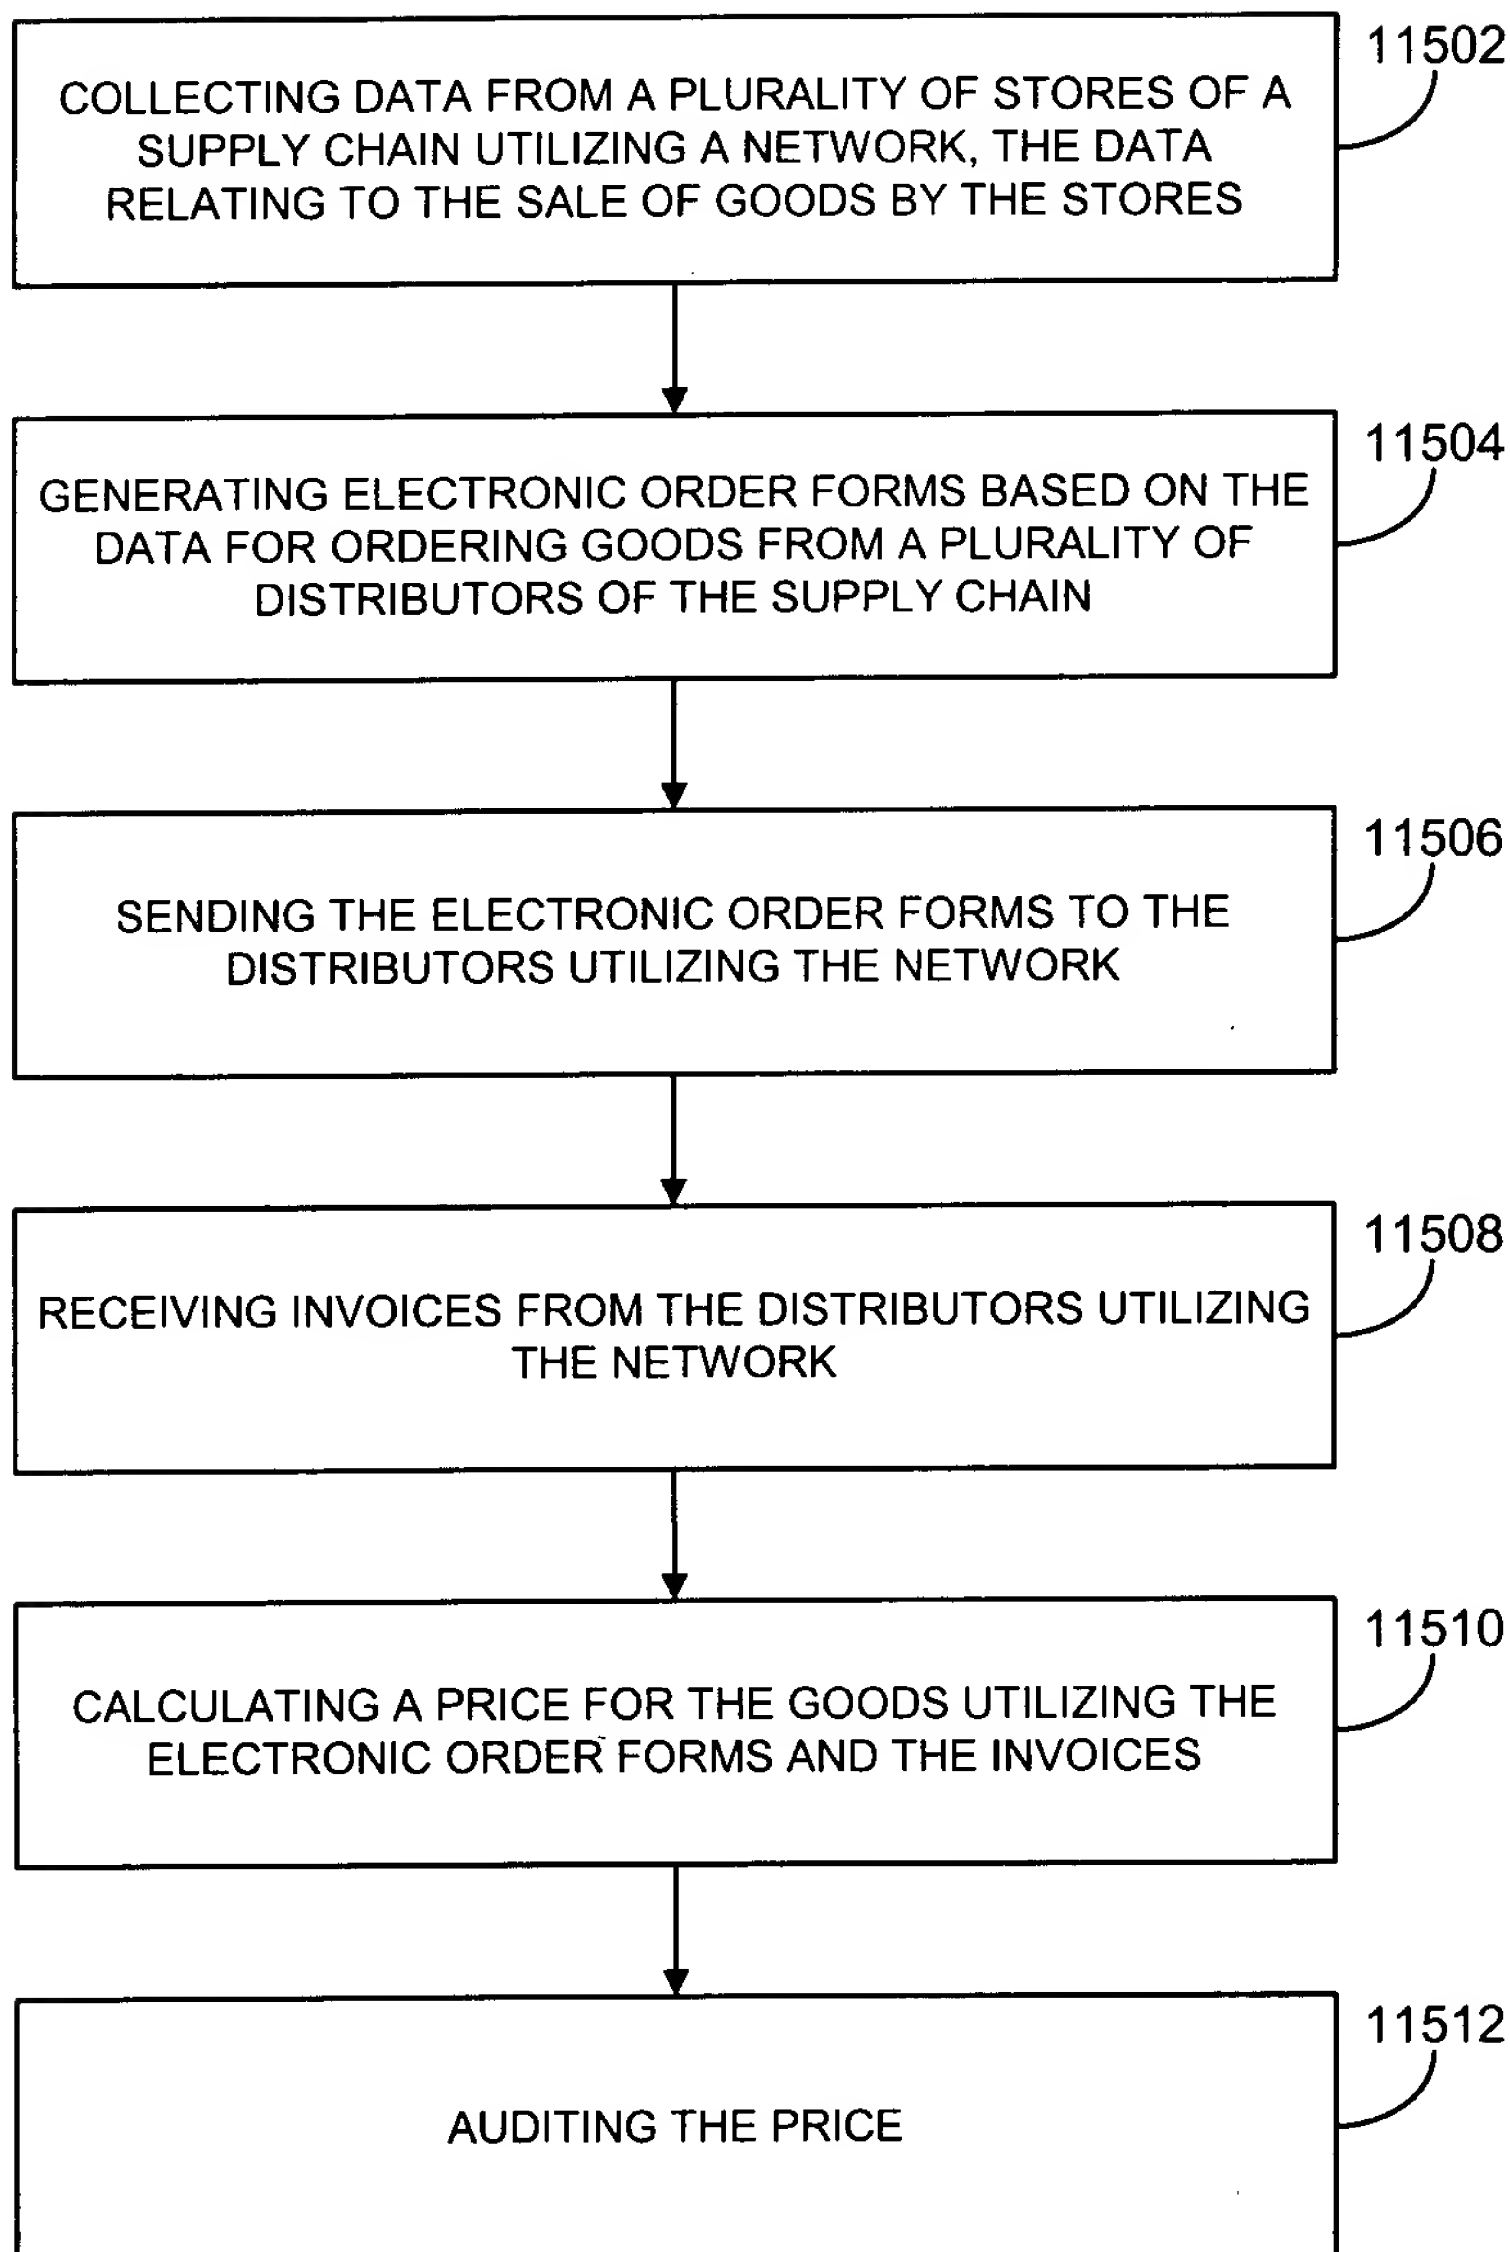 11502
COLLECTING DATA FROM A PLURALITY OF STORES OF A
SUPPLY CHAIN UTILIZING A NETWORK, THE DATA
RELATING TO THE SALE OF GOODS BY THE STORES
11504
GENERATING ELECTRONIC ORDER FORMS BASED ON THE
DATA FOR ORDERING GOODS FROM A PLURALITY OF
DISTRIBUTORS OF THE SUPPLY CHAIN
11506
SENDING THE ELECTRONIC ORDER FORMS TO THE
DISTRIBUTORS UTILIZING THE NETWORK
11508
RECEIVING INVOICES FROM THE DISTRIBUTORS UTILIZING
THE NETWORK
11510
CALCULATING A PRICE FOR THE GOODS UTILIZING THE
ELECTRONIC ORDER FORMS AND THE INVOICES
11512
AUDITING THE PRICE